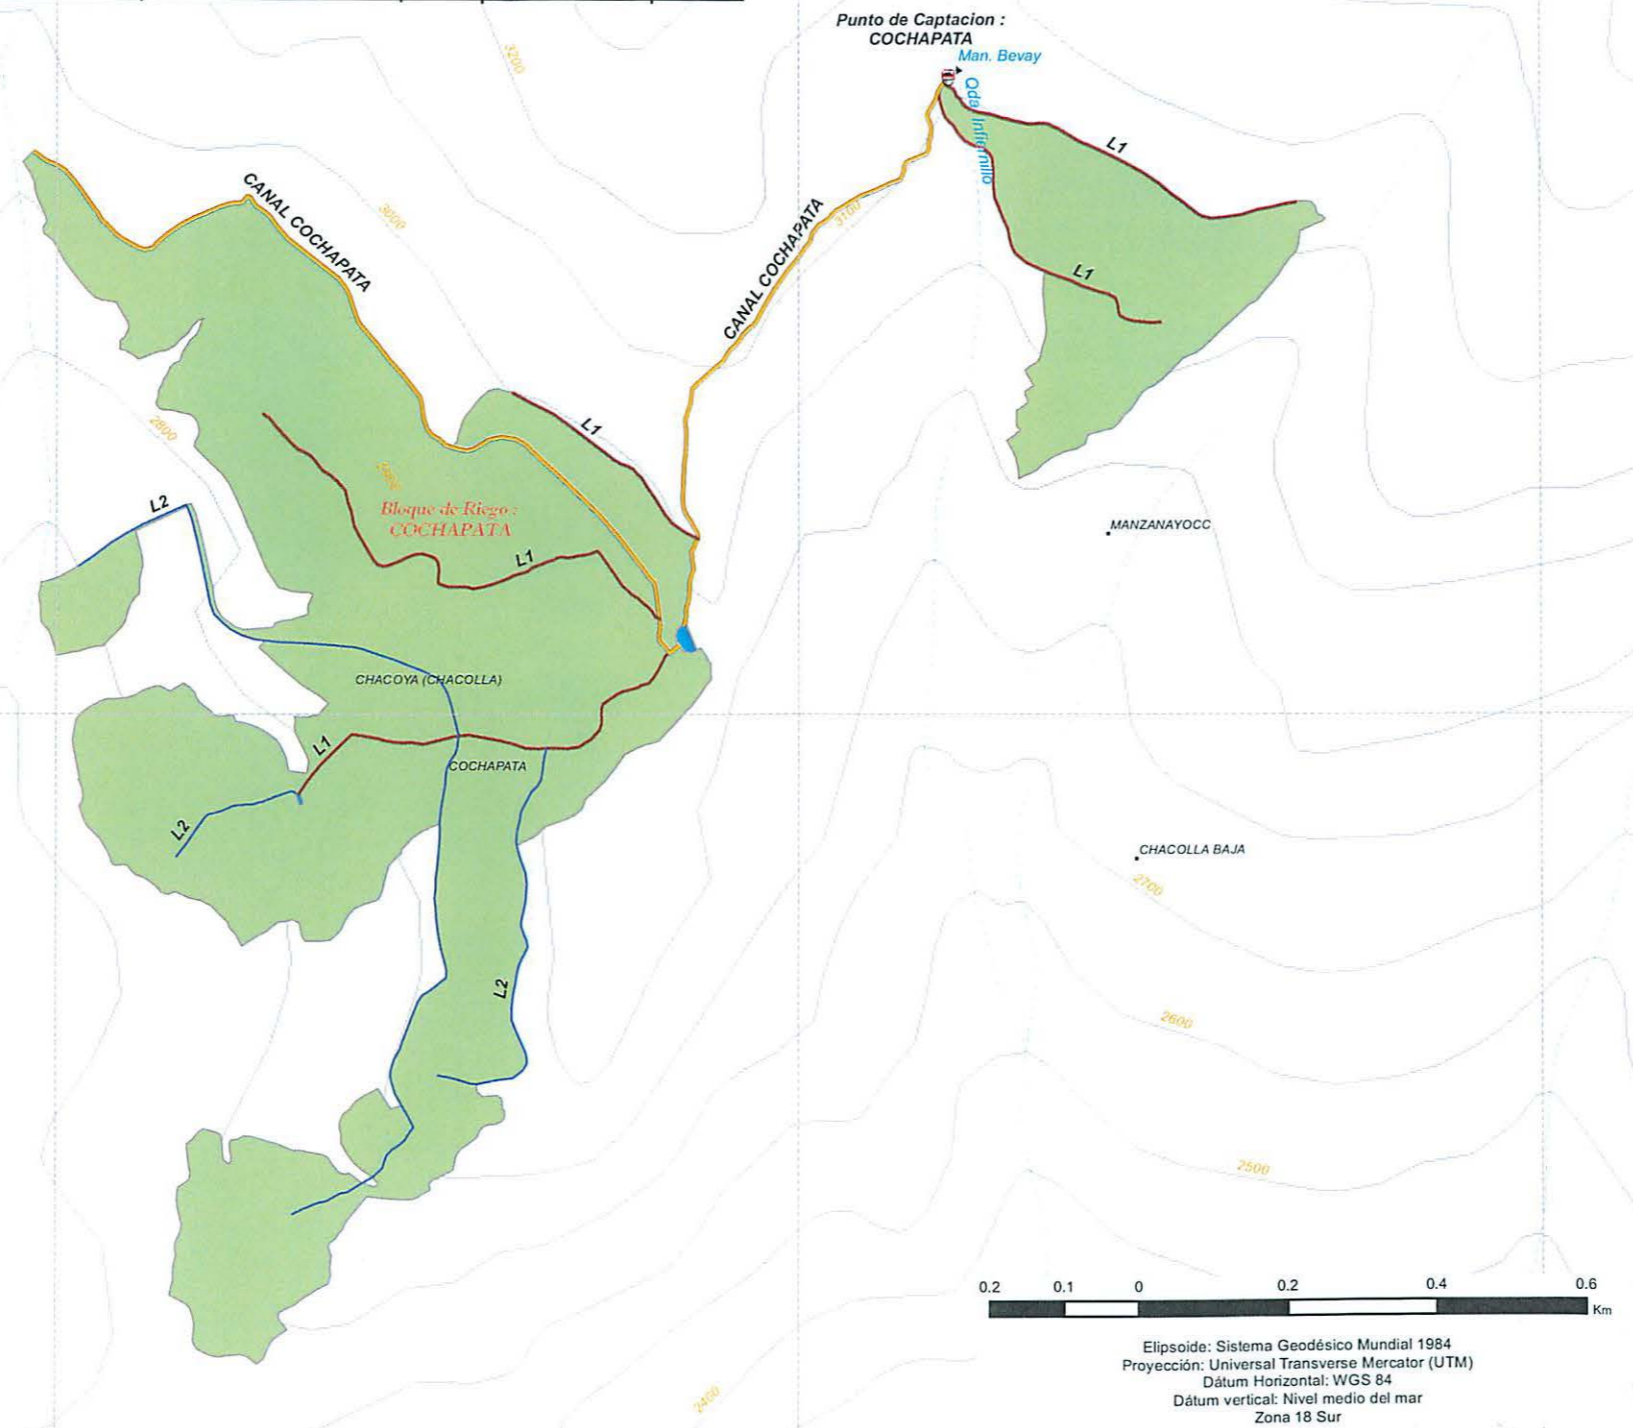 Punto de Captacion :
COCHAPATA
Man. Bevay
Qda. Infiernillo
3200
L1
CANAL COCHAPATA
3000
CANAL COCHAPATA
3100
L1
L1
2800
Bloque de Riego :
COCHAPATA
L2
MANZANAYOCC
L1
CHACOYA (CHACOLLA)
L1
COCHAPATA
L2
CHACOLLA BAJA
2700
L2
2600
2500
2400
0.2 0.1 0 0.2 0.4 0.6
Km
Elipsoide: Sistema Geodésico Mundial 1984
Proyección: Universal Transverse Mercator (UTM)
Dátum Horizontal: WGS 84
Dátum vertical: Nivel medio del mar
Zona 18 Sur